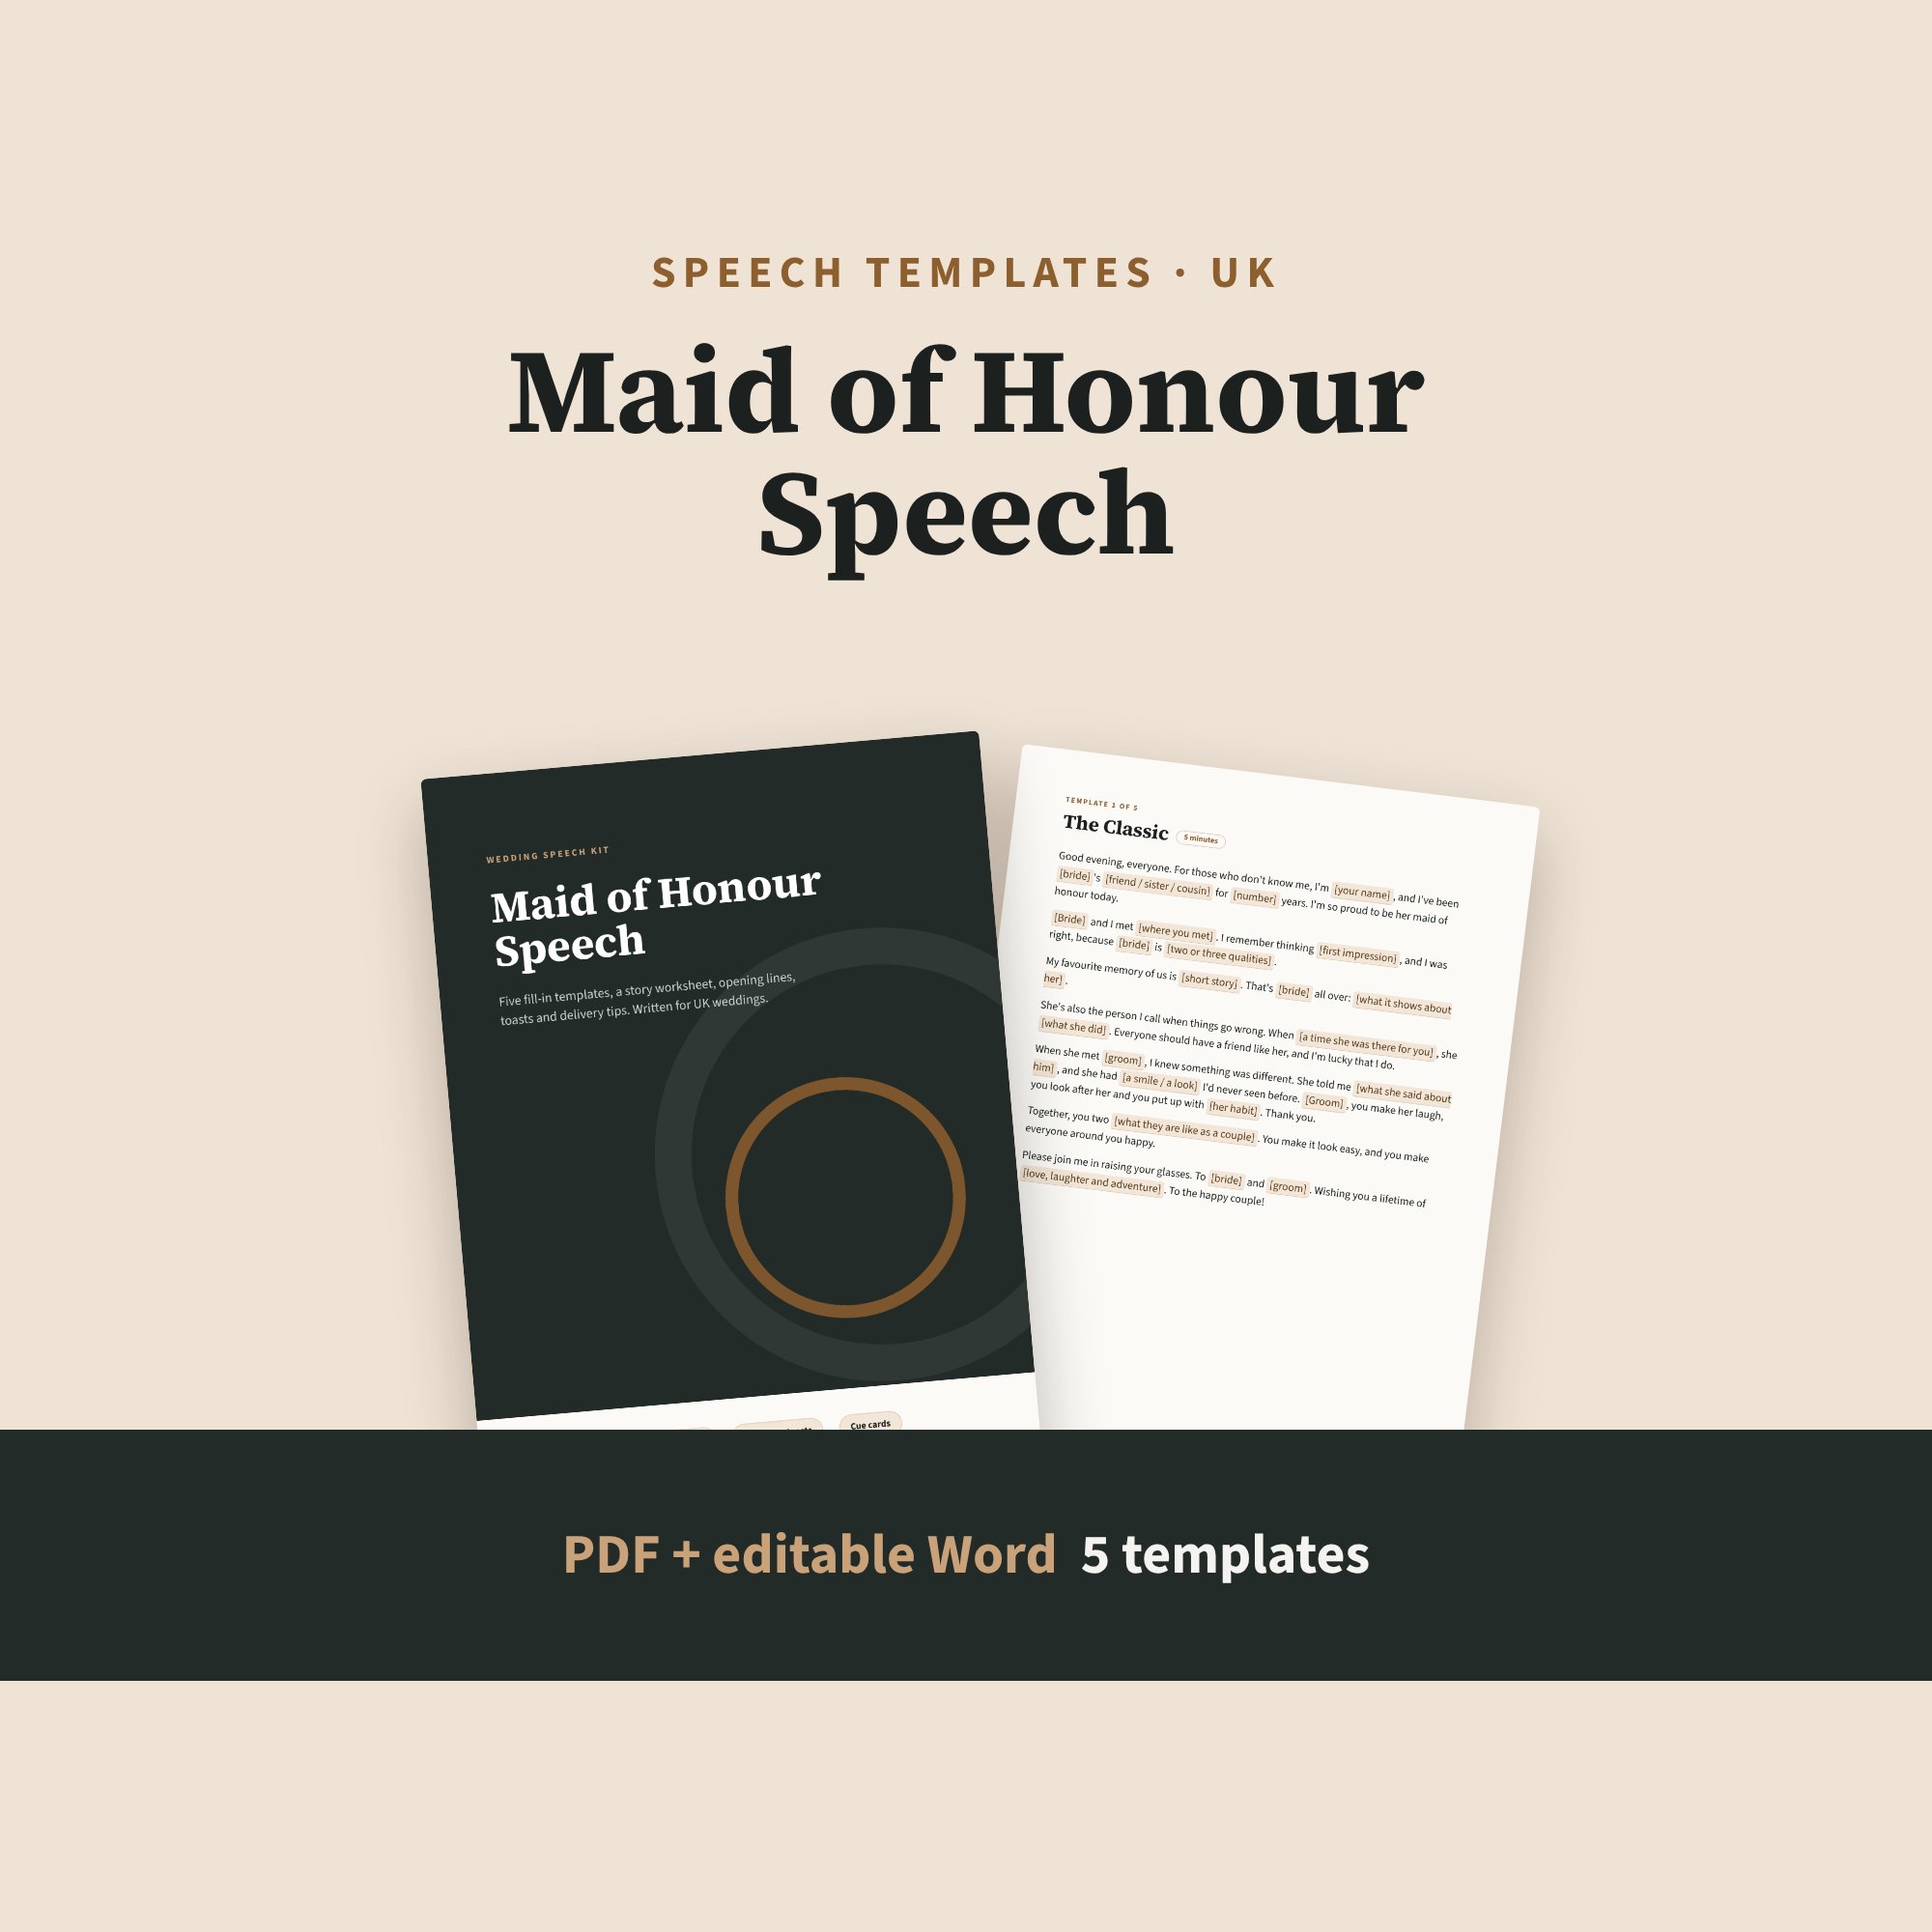 SPEECH TEMPLATES · UK
Maid of Honour
Speech
WEDDING SPEECH KIT
Maid of Honour
Speech
Five fill-in templates, a story worksheet, opening lines,
toasts and delivery tips. Written for UK weddings.
Cue cards
TEMPLATE 1 OF 5
The Classic 5 minutes
Good evening, everyone. For those who don't know me, I'm [your name], and I've been
[bride]'s [friend / sister / cousin] for [number] years. I'm so proud to be her maid of
honour today.
[Bride] and I met [where you met]. I remember thinking [first impression], and I was
right, because [bride] is [two or three qualities].
My favourite memory of us is [short story]. That's [bride] all over: [what it shows about
her].
She's also the person I call when things go wrong. When [a time she was there for you], she
[what she did]. Everyone should have a friend like her, and I'm lucky that I do.
When she met [groom], I knew something was different. She told me [what she said about
him], and she had [a smile / a look] I'd never seen before. [Groom], you make her laugh,
you look after her and you put up with [her habit]. Thank you.
Together, you two [what they are like as a couple]. You make it look easy, and you make
everyone around you happy.
Please join me in raising your glasses. To [bride] and [groom]. Wishing you a lifetime of
[love, laughter and adventure]. To the happy couple!
PDF + editable Word 5 templates